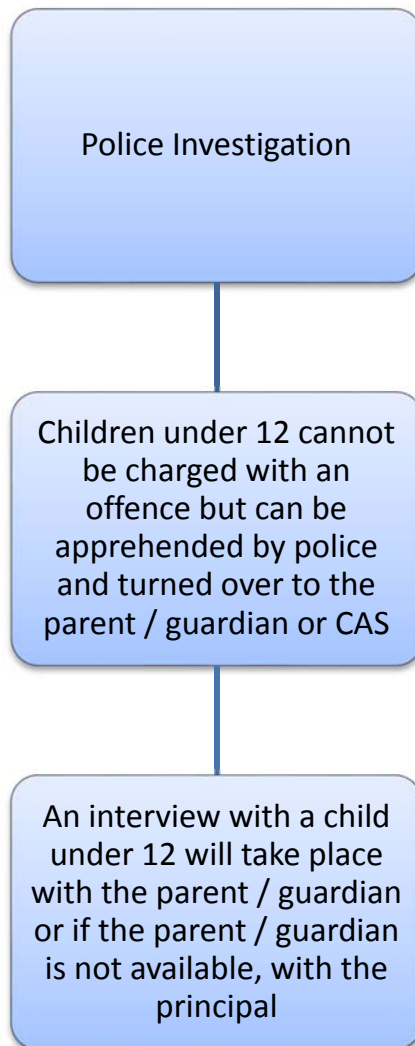 Police Investigation
Children under 12 cannot
be charged with an
offence but can be
apprehended by police
and turned over to the
parent / guardian or CAS
An interview with a child
under 12 will take place
with the parent / guardian
or if the parent / guardian
is not available, with the
principal